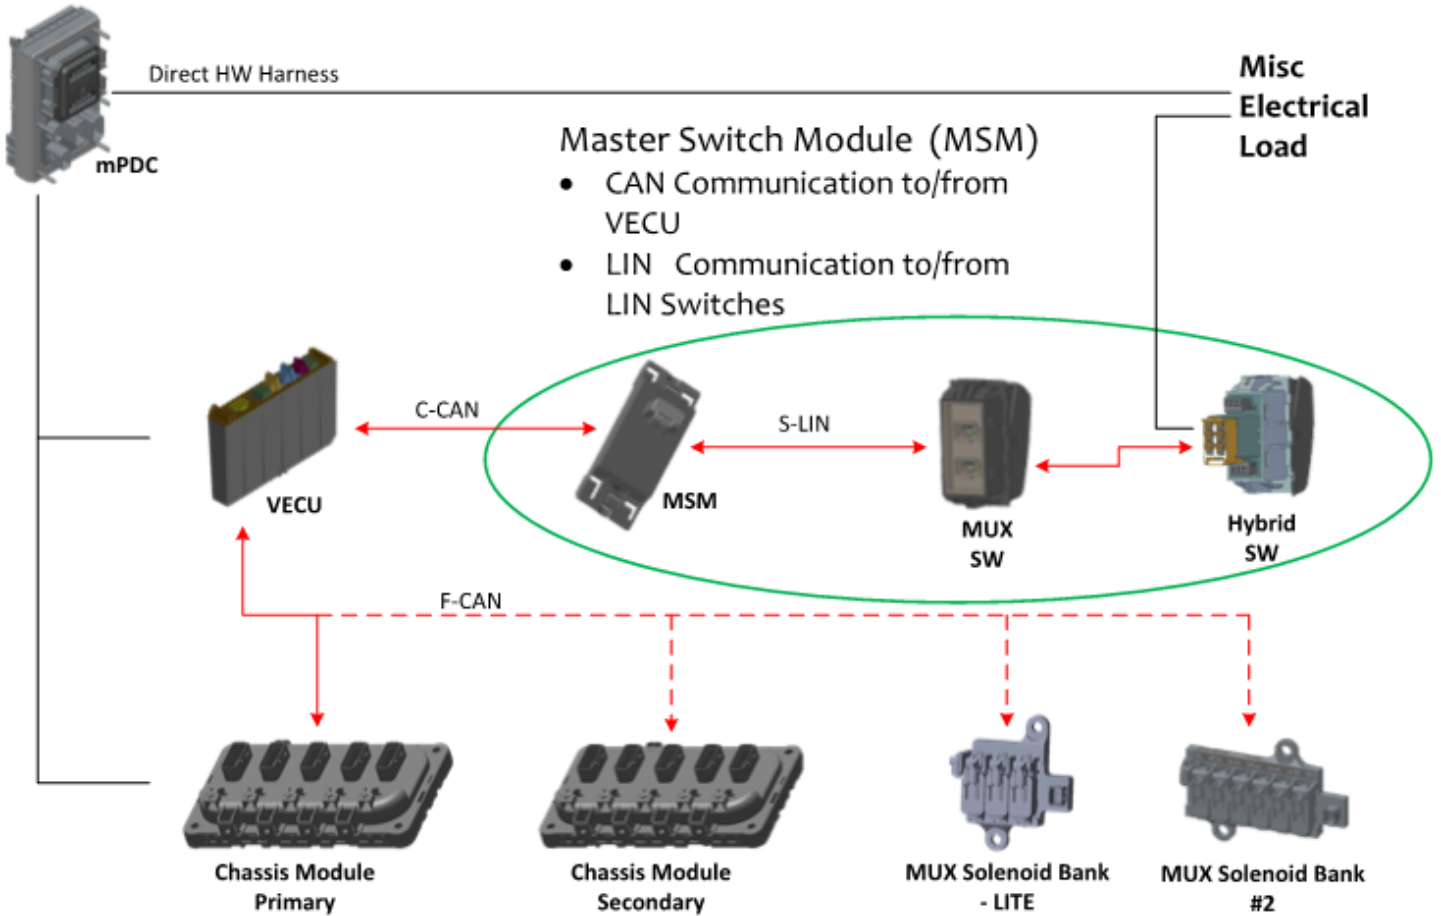 Direct HW Harness
mPDC
Misc
Electrical
Load
Master Switch Module (MSM)
• CAN Communication to/from
VECU
• LIN Communication to/from
LIN Switches
C-CAN
S-LIN
VECU
MSM
MUX
SW
Hybrid
SW
F-CAN
Chassis Module
Primary
Chassis Module
Secondary
MUX Solenoid Bank
- LITE
MUX Solenoid Bank
#2